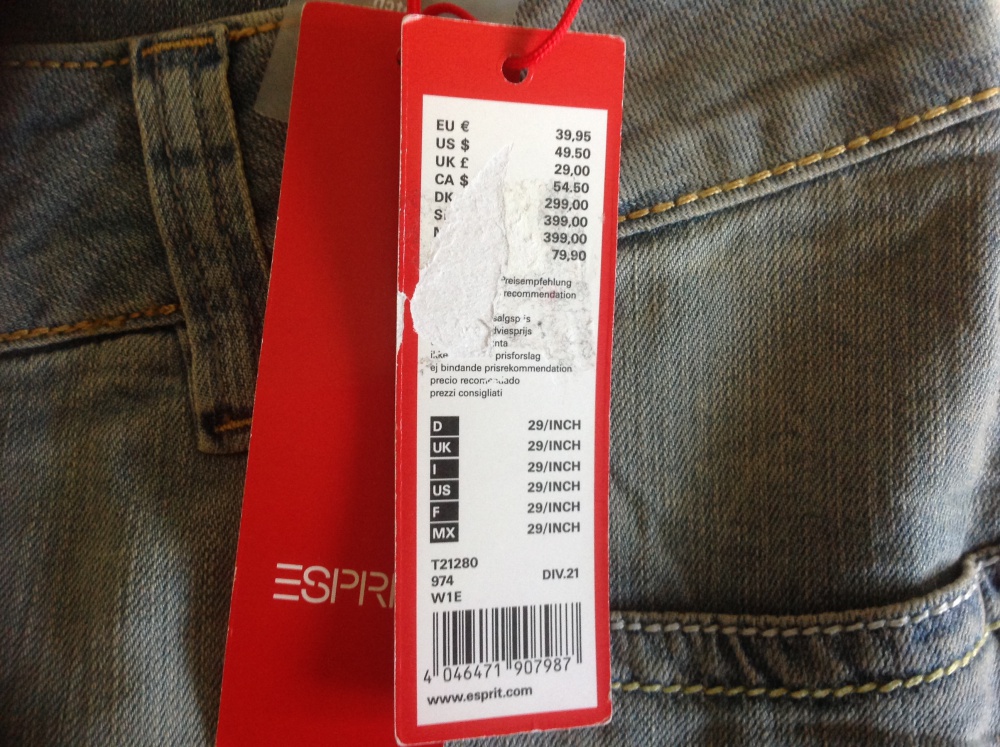 EU € 39,95
US $ 49.50
UK £ 29,00
CA $ 54.50
DK 299,00
399,00
399,00
79,90
Preisempfehlung
recommendation
prisforslag
ej bindande prisrekommendation
precio
prezzi consigliati
D 29/INCH
UK 29/INCH
I 29/INCH
US 29/INCH
F 29/INCH
MX 29/INCH
T21280
974 DIV.21
W1E
4 046471 907987
www.esprit.com
ESPRI